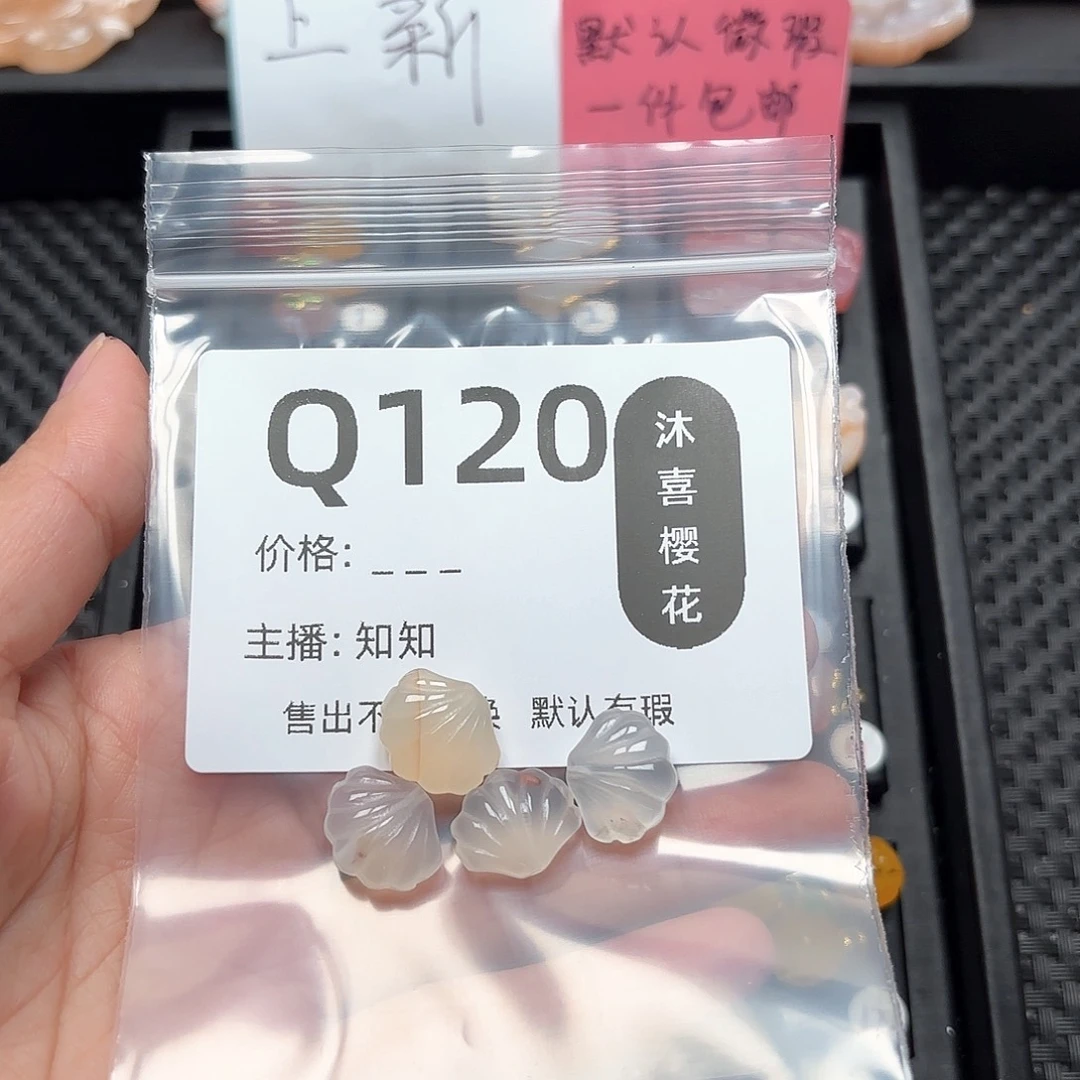 上新
默认微瑕
一件包邮
Q120
沐喜樱花
价格: _ _ _
主播: 知知
售出不 换 默认有瑕